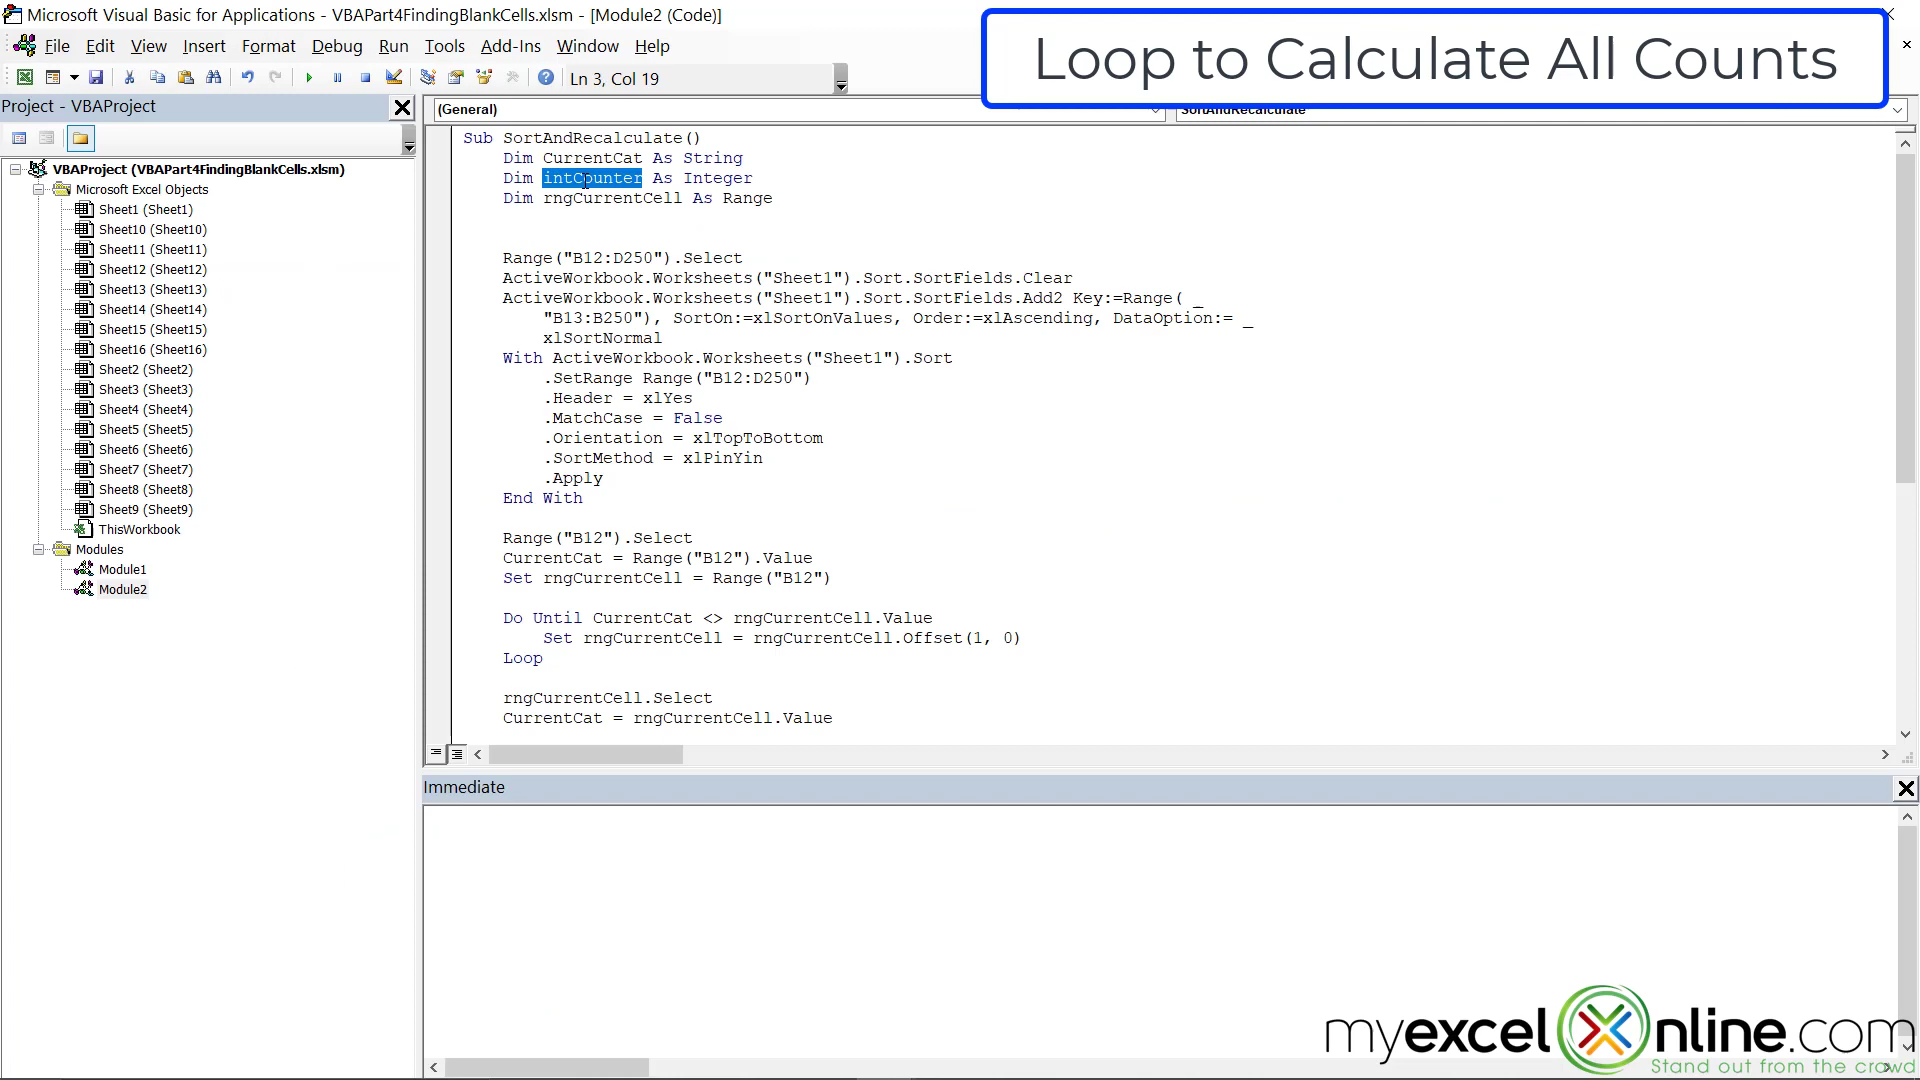 Microsoft Visual Basic for Applications - VBAPart4FindingBlankCells.xlsm - [Module2 (Code)]
Loop to Calculate All Counts
File Edit View Insert Format Debug Run Tools Add-Ins Window Help
Ln 3, Col 19
Project - VBAProject
(General)
SortAndRecalculate
VBAProject (VBAPart4FindingBlankCells.xlsm)
Microsoft Excel Objects
Sheet1 (Sheet1)
Sheet10 (Sheet10)
Sheet11 (Sheet11)
Sheet12 (Sheet12)
Sheet13 (Sheet13)
Sheet14 (Sheet14)
Sheet15 (Sheet15)
Sheet16 (Sheet16)
Sheet2 (Sheet2)
Sheet3 (Sheet3)
Sheet4 (Sheet4)
Sheet5 (Sheet5)
Sheet6 (Sheet6)
Sheet7 (Sheet7)
Sheet8 (Sheet8)
Sheet9 (Sheet9)
ThisWorkbook
Modules
Module1
Module2
Sub SortAndRecalculate()
Dim CurrentCat As String
Dim intCounter As Integer
Dim rngCurrentCell As Range
Range("B12:D250").Select
ActiveWorkbook.Worksheets("Sheet1").Sort.SortFields.Clear
ActiveWorkbook.Worksheets("Sheet1").Sort.SortFields.Add2 Key:=Range( _
"B13:B250"), SortOn:=xlSortOnValues, Order:=xlAscending, DataOption:= _
xlSortNormal
With ActiveWorkbook.Worksheets("Sheet1").Sort
.SetRange Range("B12:D250")
.Header = xlYes
.MatchCase = False
.Orientation = xlTopToBottom
.SortMethod = xlPinYin
.Apply
End With
Range("B12").Select
CurrentCat = Range("B12").Value
Set rngCurrentCell = Range("B12")
Do Until CurrentCat <> rngCurrentCell.Value
Set rngCurrentCell = rngCurrentCell.Offset(1, 0)
Loop
rngCurrentCell.Select
CurrentCat = rngCurrentCell.Value
Immediate
myexcelOnline.com
Stand out from the crowd